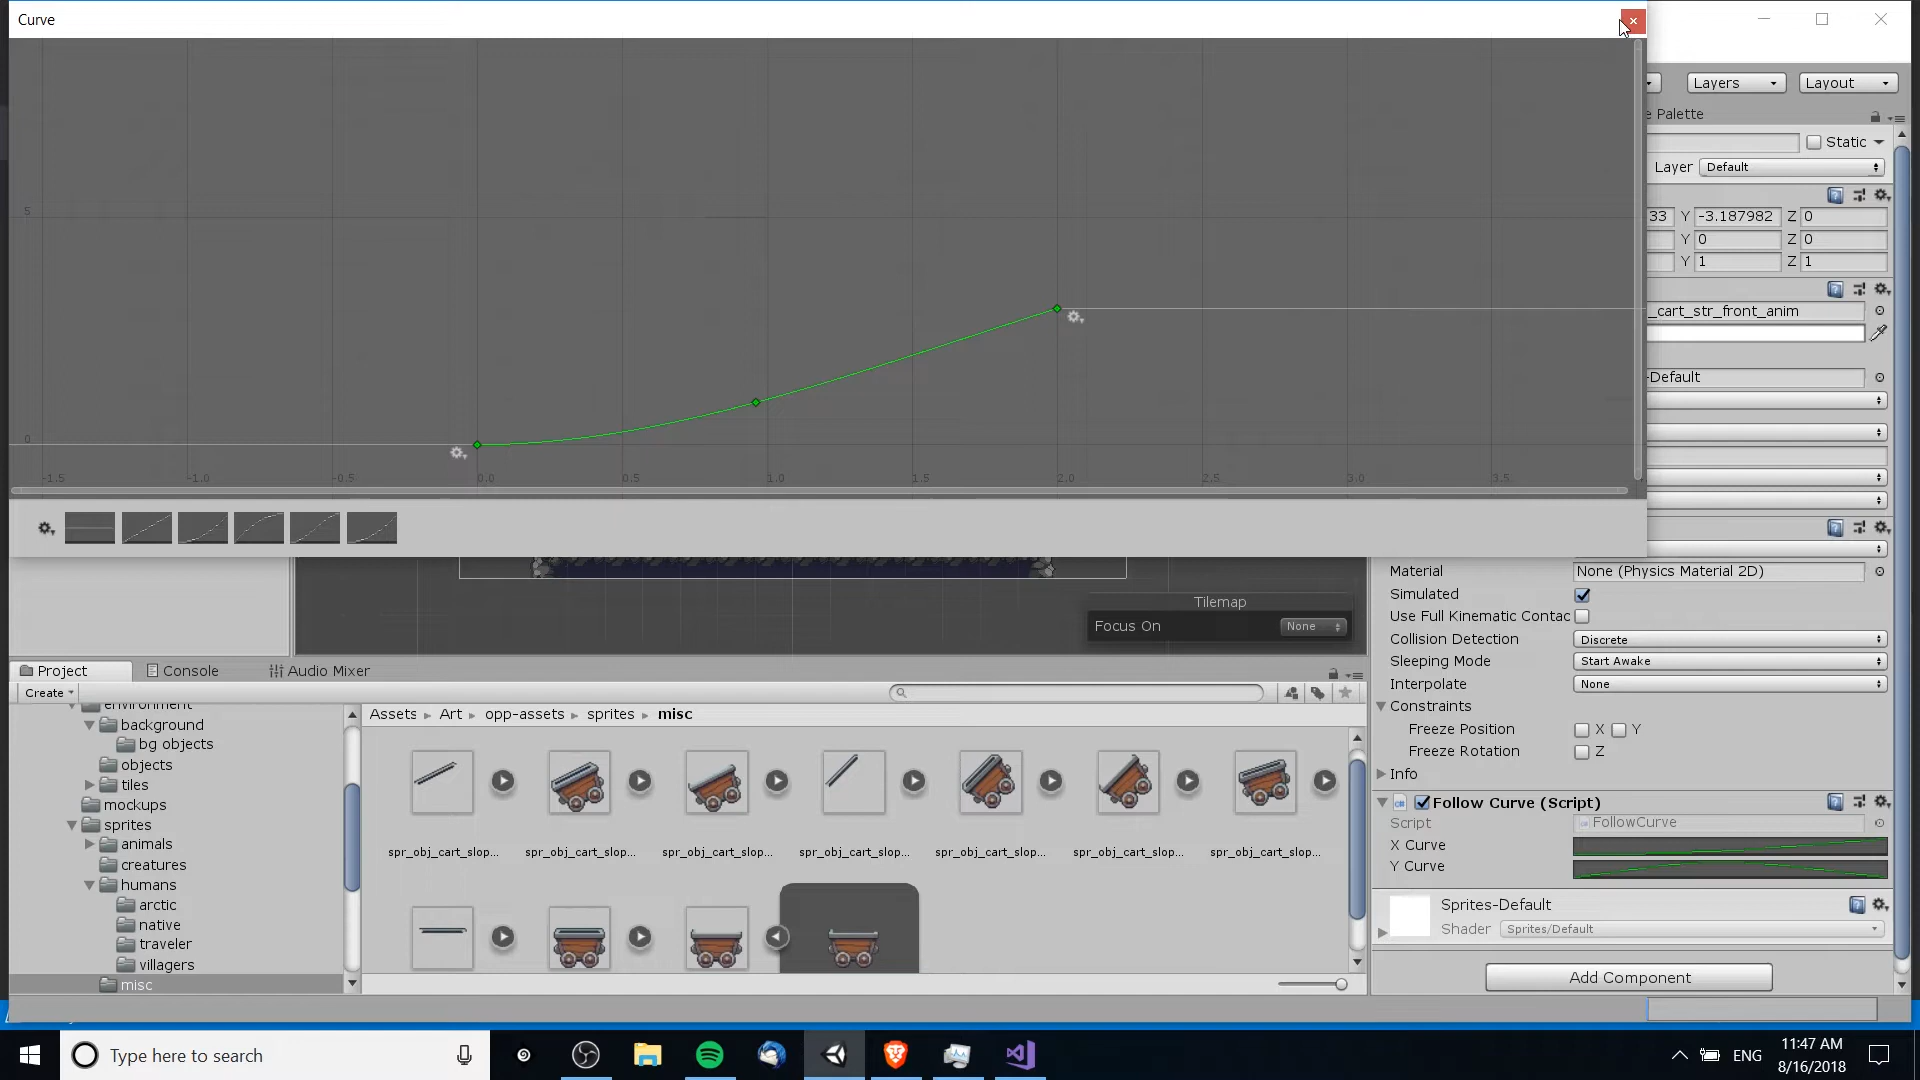 Curve
5
0
-1.5 -1.0 -0.5 0.0 0.5 1.0 1.5 2.0 2.5 3.0 3.5
Layers Layout
e Palette
Static
Layer Default
33 Y -3.187982 Z 0
Y 0 Z 0
Y 1 Z 1
_cart_str_front_anim
-Default
Tilemap
Focus On None
Material None (Physics Material 2D)
Simulated
Use Full Kinematic Contac
Collision Detection Discrete
Sleeping Mode Start Awake
Interpolate None
Constraints
Freeze Position X Y
Freeze Rotation Z
Info
Follow Curve (Script)
Script FollowCurve
X Curve
Y Curve
Sprites-Default
Shader Sprites/Default
Add Component
Project Console Audio Mixer
Create
environment
background
bg objects
objects
tiles
mockups
sprites
animals
creatures
humans
arctic
native
traveler
villagers
misc
Assets Art opp-assets sprites misc
spr_obj_cart_slop... spr_obj_cart_slop... spr_obj_cart_slop... spr_obj_cart_slop... spr_obj_cart_slop... spr_obj_cart_slop... spr_obj_cart_slop...
Type here to search
ENG
11:47 AM
8/16/2018